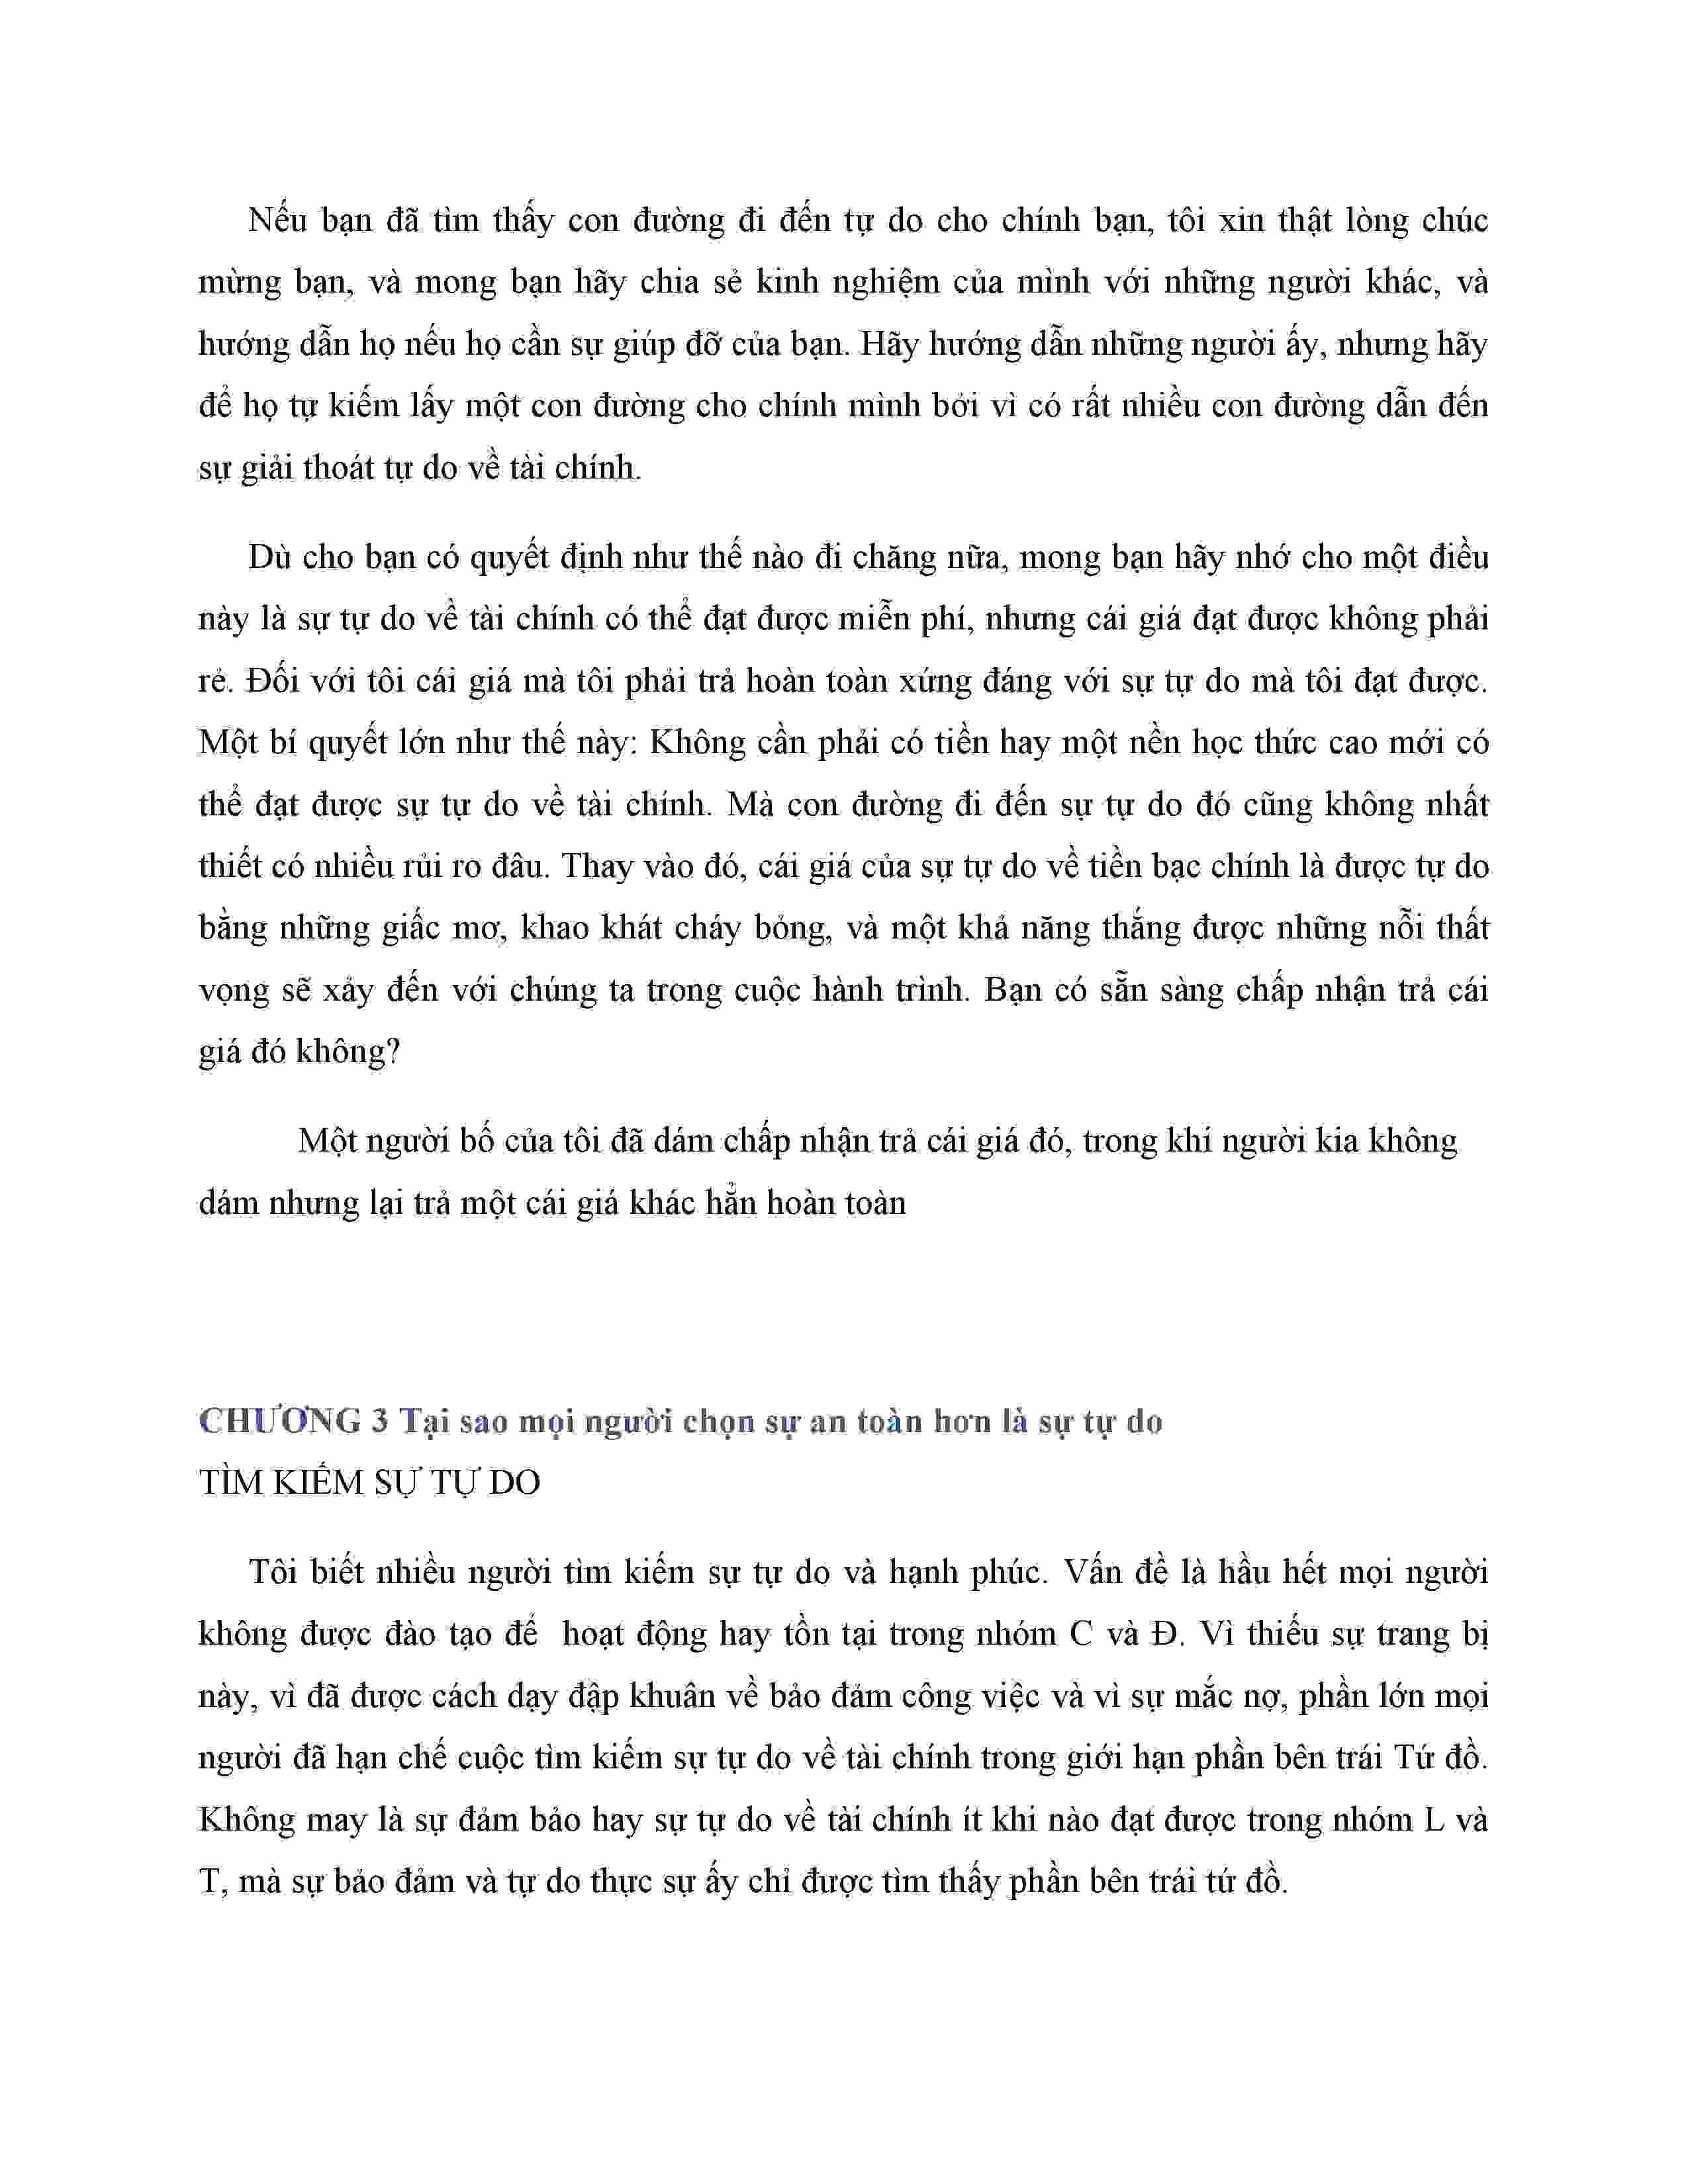 Nếu bạn đã tìm thấy con đường đi đến tự do cho chính bạn, tôi xin thật lòng chúc
mừng bạn, và mong bạn hãy chia sẻ kinh nghiệm của mình với những người khác, và
hướng dẫn họ nếu họ cần sự giúp đỡ của bạn. Hãy hướng dẫn những người ấy, nhưng hãy
để họ tự kiếm lấy một con đường cho chính mình bởi vì có rất nhiều con đường dẫn đến
sự giải thoát tự do về tài chính.
Dù cho bạn có quyết định như thế nào đi chăng nữa, mong bạn hãy nhớ cho một điều
này là sự tự do về tài chính có thể đạt được miễn phí, nhưng cái giá đạt được không phải
rẻ. Đối với tôi cái giá mà tôi phải trả hoàn toàn xứng đáng với sự tự do mà tôi đạt được.
Một bí quyết lớn như thế này: Không cần phải có tiền hay một nền học thức cao mới có
thể đạt được sự tự do về tài chính. Mà con đường đi đến sự tự do đó cũng không nhất
thiết có nhiều rủi ro đâu. Thay vào đó, cái giá của sự tự do về tiền bạc chính là được tự do
bằng những giấc mơ, khao khát cháy bỏng, và một khả năng thắng được những nỗi thất
vọng sẽ xảy đến với chúng ta trong cuộc hành trình. Bạn có sẵn sàng chấp nhận trả cái
giá đó không?
Một người bố của tôi đã dám chấp nhận trả cái giá đó, trong khi người kia không
dám nhưng lại trả một cái giá khác hẳn hoàn toàn
CHƯƠNG 3 Tại sao mọi người chọn sự an toàn hơn là sự tự do
TÌM KIẾM SỰ TỰ DO
Tôi biết nhiều người tìm kiếm sự tự do và hạnh phúc. Vấn đề là hầu hết mọi người
không được đào tạo để hoạt động hay tồn tại trong nhóm C và Đ. Vì thiếu sự trang bị
này, vì đã được cách dạy đập khuân về bảo đảm công việc và vì sự mắc nợ, phần lớn mọi
người đã hạn chế cuộc tìm kiếm sự tự do về tài chính trong giới hạn phần bên trái Tứ đồ.
Không may là sự đảm bảo hay sự tự do về tài chính ít khi nào đạt được trong nhóm L và
T, mà sự bảo đảm và tự do thực sự ấy chỉ được tìm thấy phần bên trái tứ đồ.